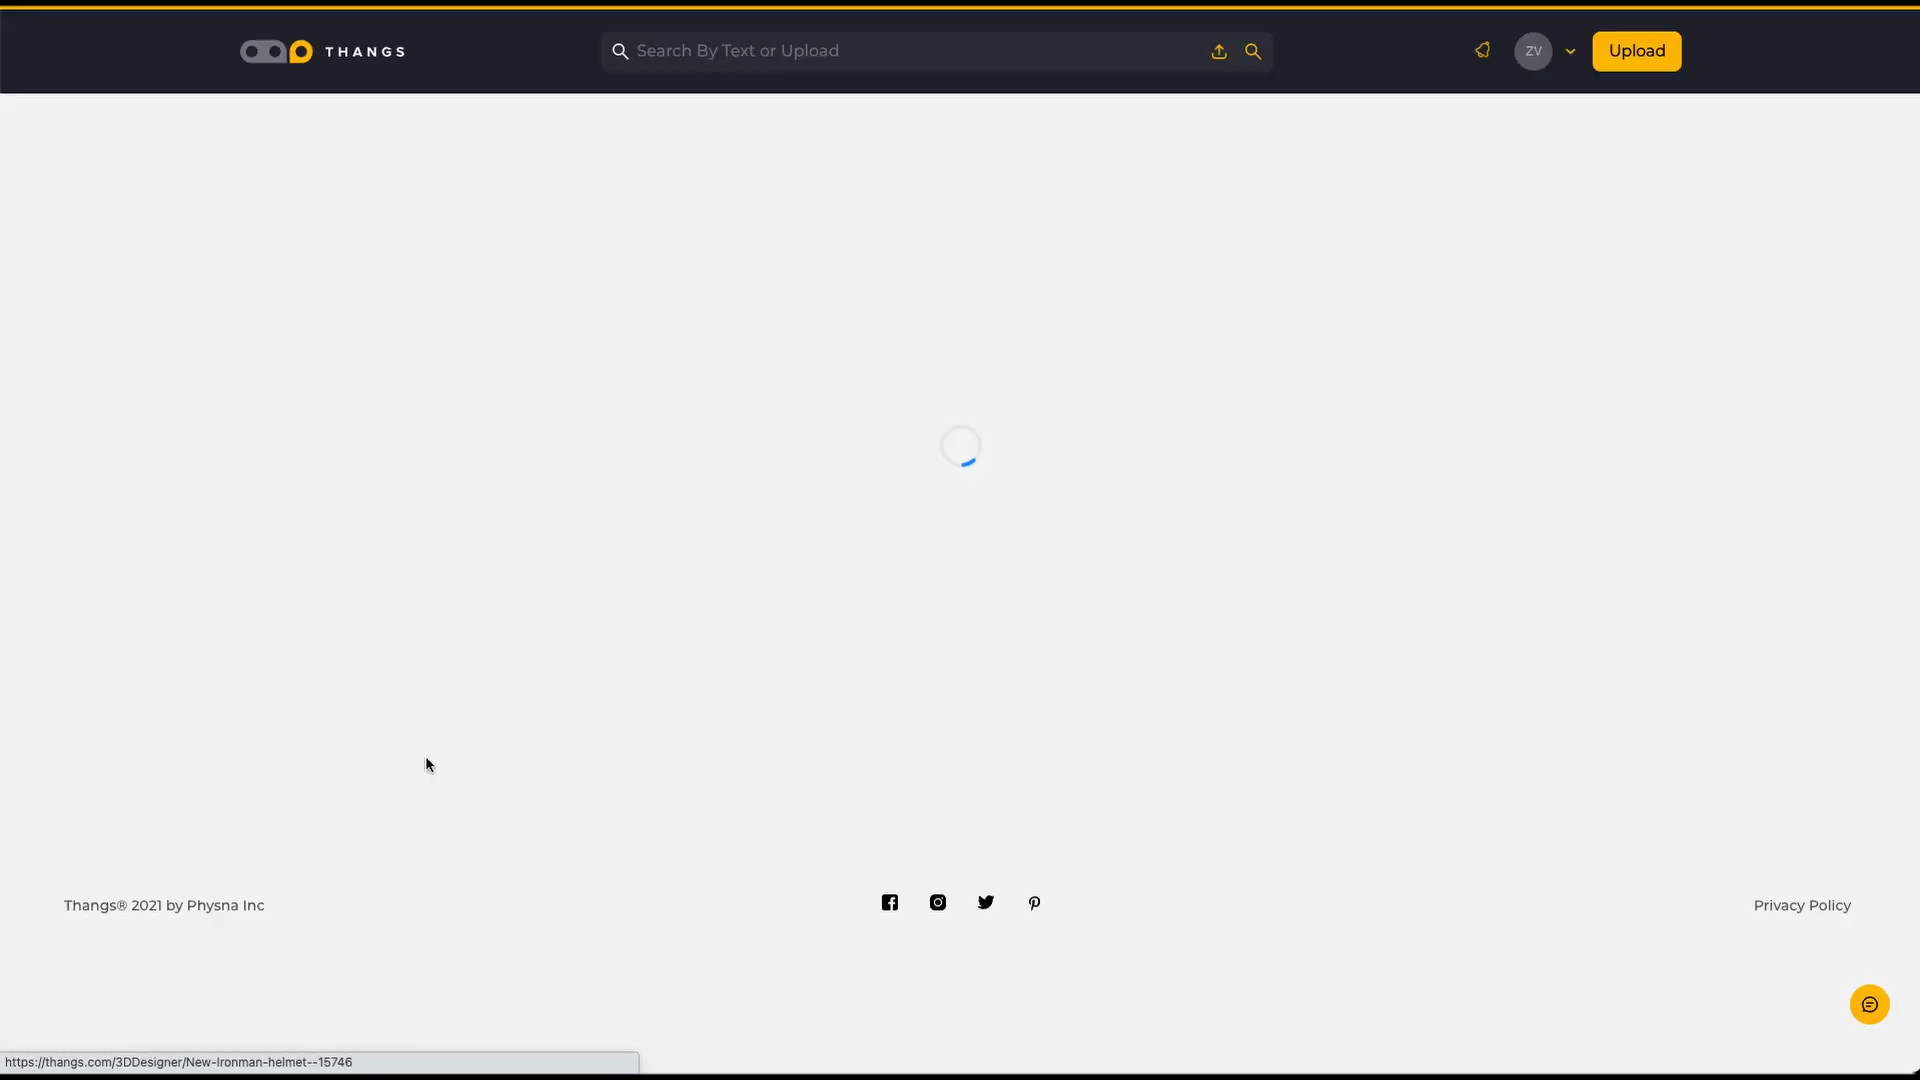 THANGS
Search By Text or Upload
ZV
Upload
Thangs® 2021 by Physna Inc
Privacy Policy
https://thangs.com/3DDesigner/New-Ironman-helmet--15746